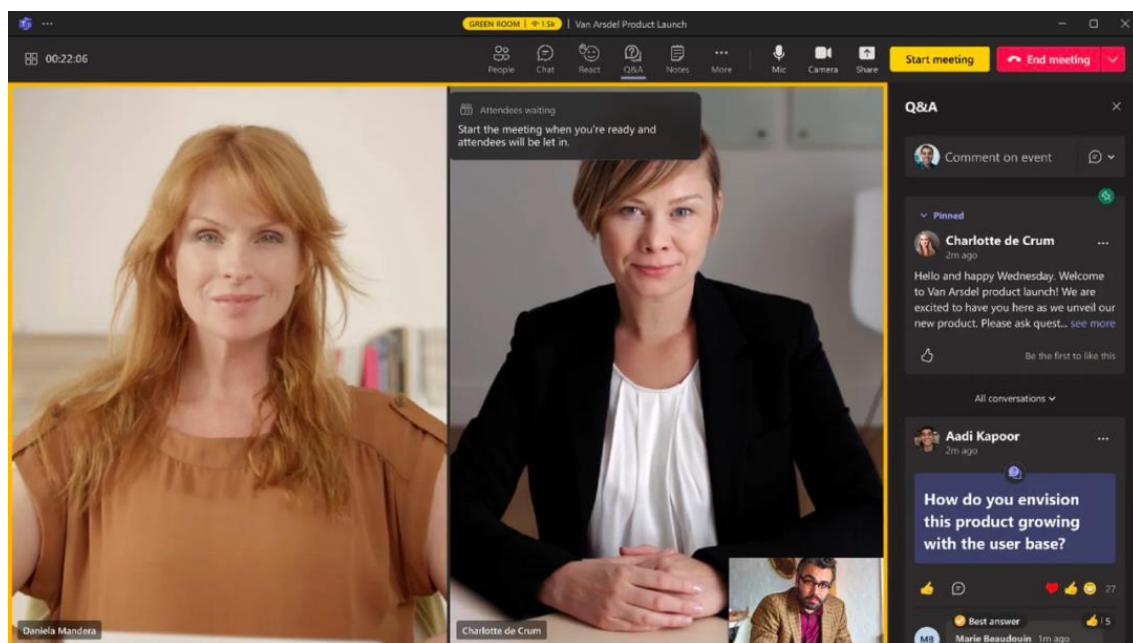 GREEN ROOM | 1.5k | Van Arsdel Product Launch
00:22:06
People
Chat
React
Q&A
Notes
More
Mic
Camera
Share
Start meeting
End meeting
Attendees waiting
Start the meeting when you're ready and
attendees will be let in.
Daniela Mandera
Charlotte de Crum
Q&A
Comment on event
Pinned
Charlotte de Crum
2m ago
Hello and happy Wednesday. Welcome
to Van Arsdel product launch! We are
excited to have you here as we unveil our
new product. Please ask quest... see more
Be the first to like this
All conversations
Aadi Kapoor
2m ago
How do you envision
this product growing
with the user base?
27
Best answer
5
MB
Marie Beaudouin 1m ago